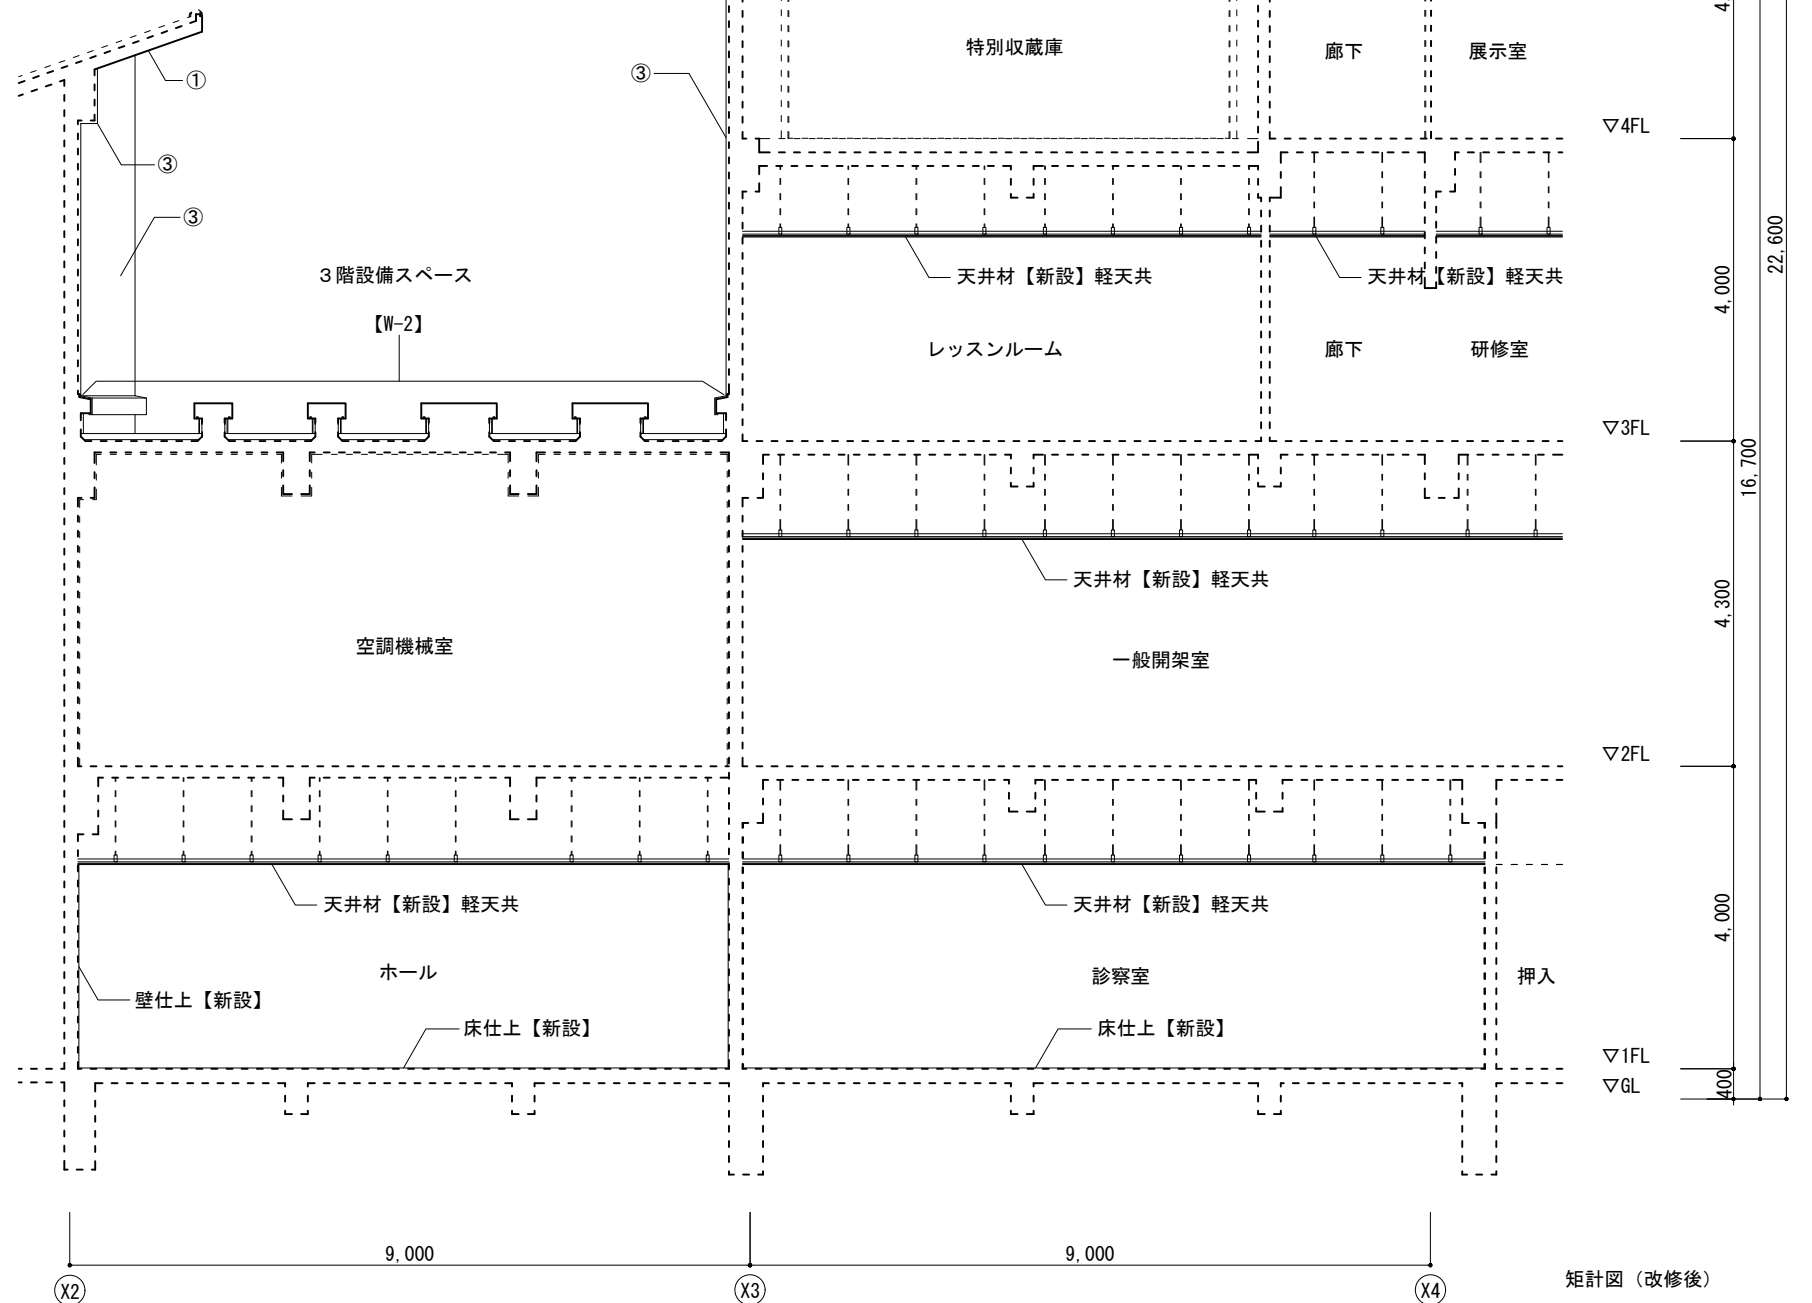 特別収蔵庫
廊下
展示室
①
③
▽4FL
③
③
天井材【新設】軽天共
天井材【新設】軽天共
22,600
4,000
3階設備スペース
【W-2】
レッスンルーム
廊下
研修室
▽3FL
16,700
天井材【新設】軽天共
4,300
空調機械室
一般開架室
▽2FL
天井材【新設】軽天共
天井材【新設】軽天共
4,000
ホール
診察室
押入
壁仕上【新設】
床仕上【新設】
床仕上【新設】
▽1FL
▽GL
400
9,000
9,000
X2
X3
X4
矩計図（改修後）